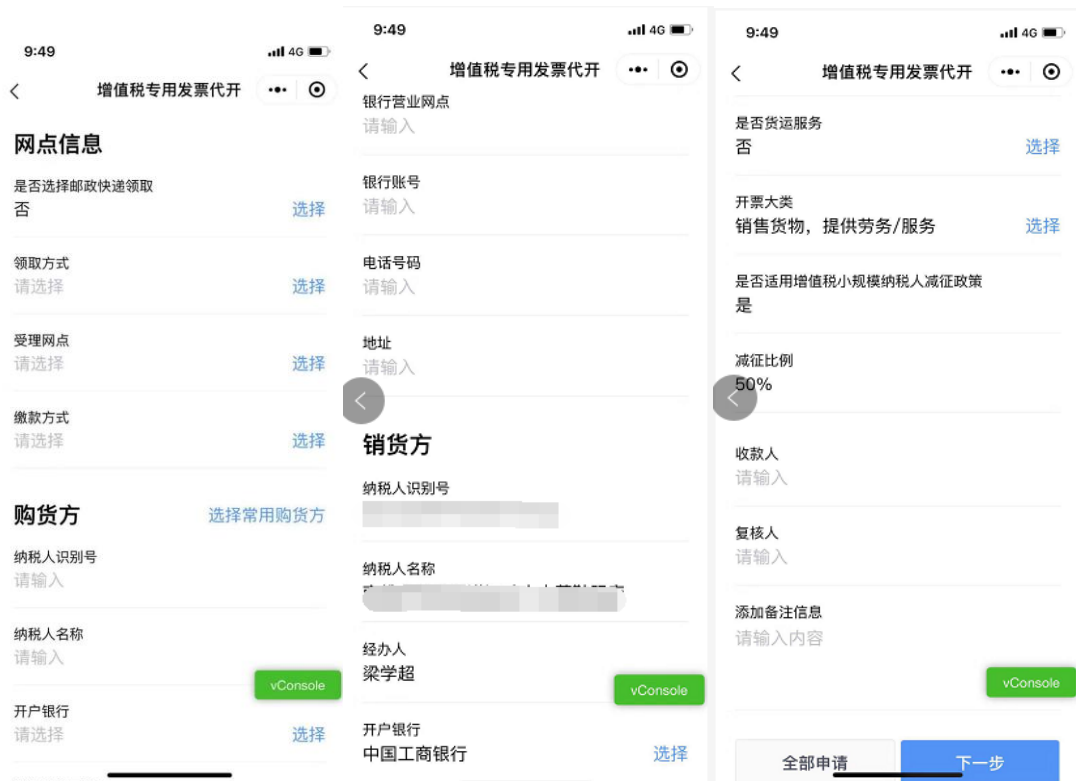 9:49
4G
增值税专用发票代开
网点信息
是否选择邮政快递领取
否
选择
领取方式
请选择
选择
受理网点
请选择
选择
缴款方式
请选择
选择
购货方
选择常用购货方
纳税人识别号
请输入
纳税人名称
请输入
vConsole
开户银行
请选择
选择
9:49
4G
增值税专用发票代开
银行营业网点
请输入
银行账号
请输入
电话号码
请输入
地址
请输入
销货方
纳税人识别号
纳税人名称
经办人
梁学超
vConsole
开户银行
中国工商银行
选择
9:49
4G
增值税专用发票代开
是否货运服务
否
选择
开票大类
销售货物，提供劳务/服务
选择
是否适用增值税小规模纳税人减征政策
是
减征比例
50%
收款人
请输入
复核人
请输入
添加备注信息
请输入内容
vConsole
全部申请
下一步